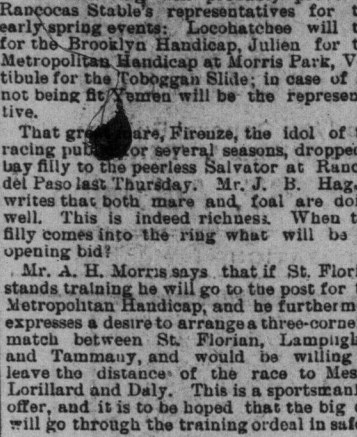 Rancocas Stable's representatives for t
early spring events: Locohatchee will t
for the Brooklyn Handicap, Julien for t
Metropolitan Handicap at Morris Park, V
tibule for the Toboggan Slide; in case of
not being fit Yemen will be the represen
tive.
That great mare, Firenze, the idol of
racing public for several seasons, dropped
bay filly to the peerless Salvator at Ranc
del Paso last Thursday. Mr. J. B. Hag
writes that both mare and foal are doi
well. This is indeed richness. When t
filly comes into the ring what will be
opening bid?
Mr. A. H. Morris says that if St. Flori
stands training he will go to the post for
Metropolitan Handicap, and he furtherm
expresses a desire to arrange a three-corne
match between St. Florian, Lamplighter
and Tammany, and would be willing
leave the distance of the race to Mes
Lorillard and Daly. This is a sportsmanl
offer, and it is to be hoped that the big
will go through the training ordeal in safe